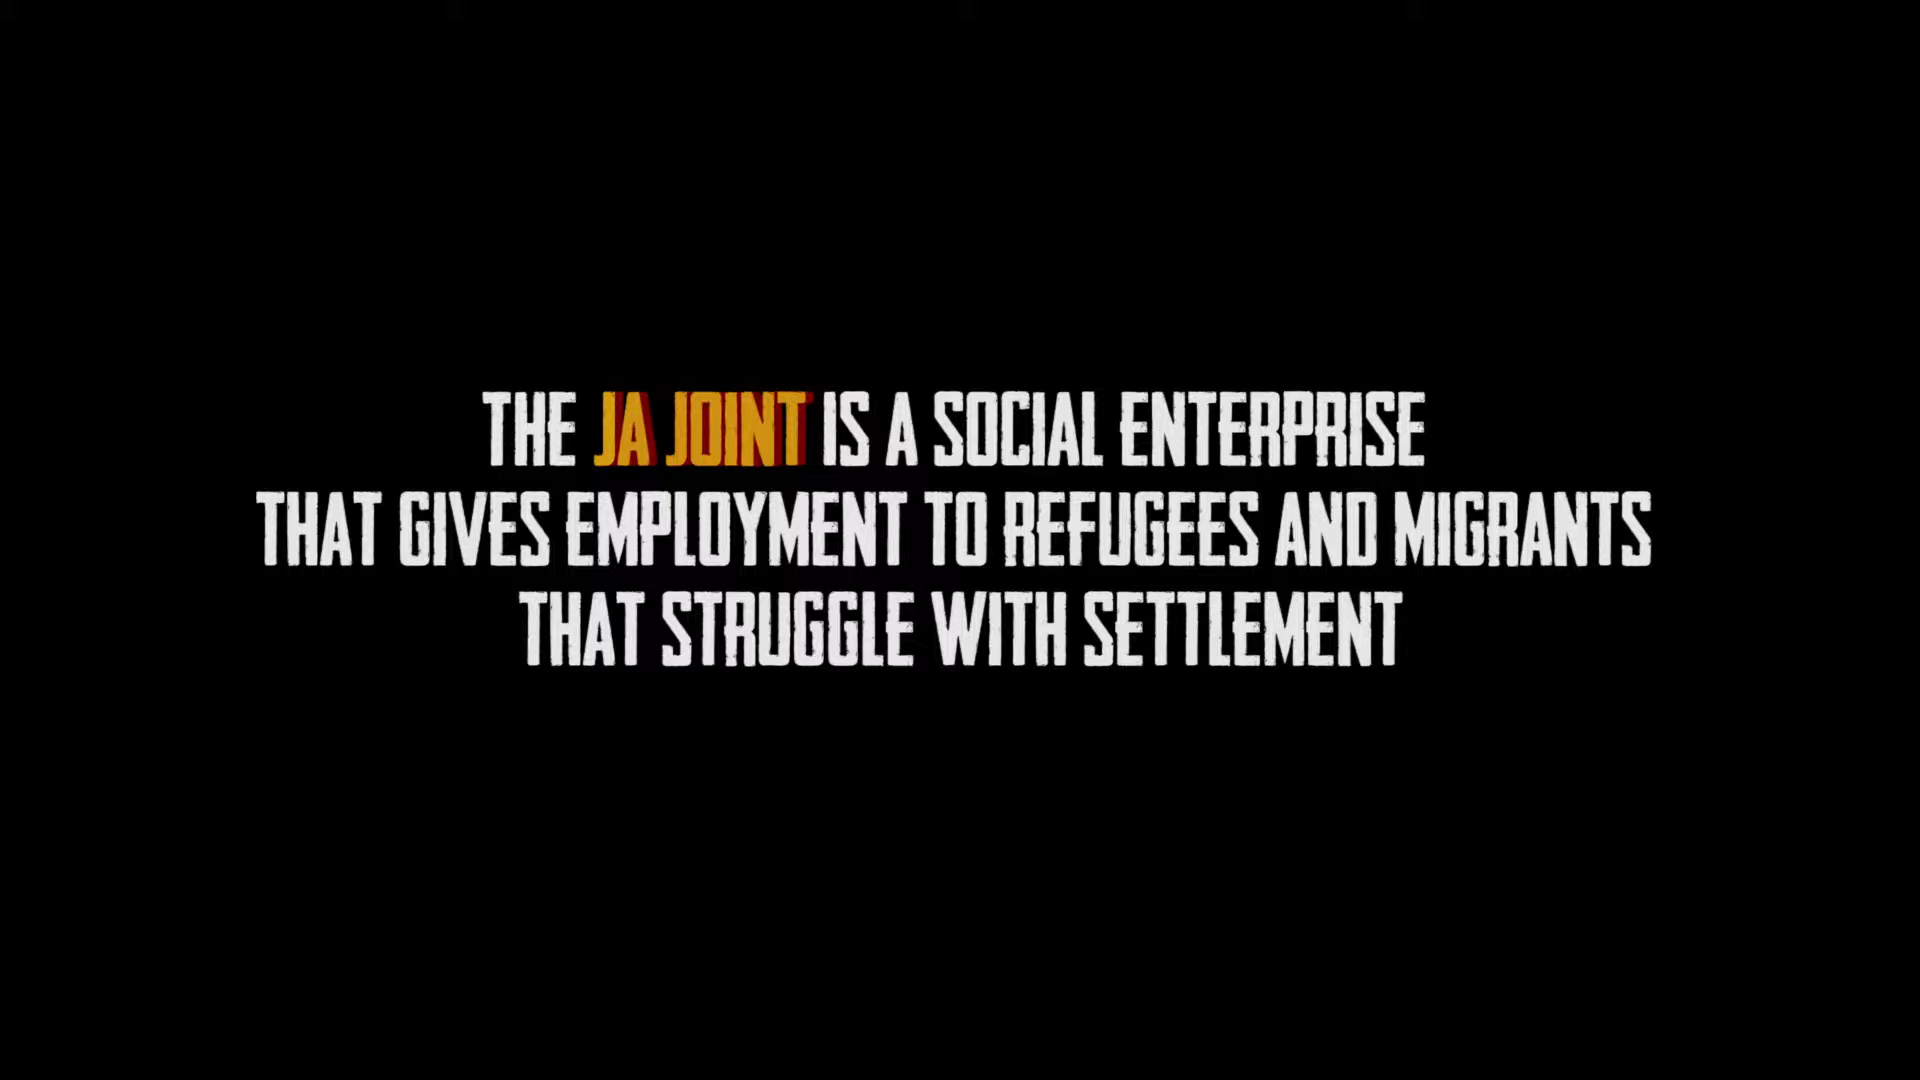 THE JA JOINT IS A SOCIAL ENTERPRISE
THAT GIVES EMPLOYMENT TO REFUGEES AND MIGRANTS
THAT STRUGGLE WITH SETTLEMENT